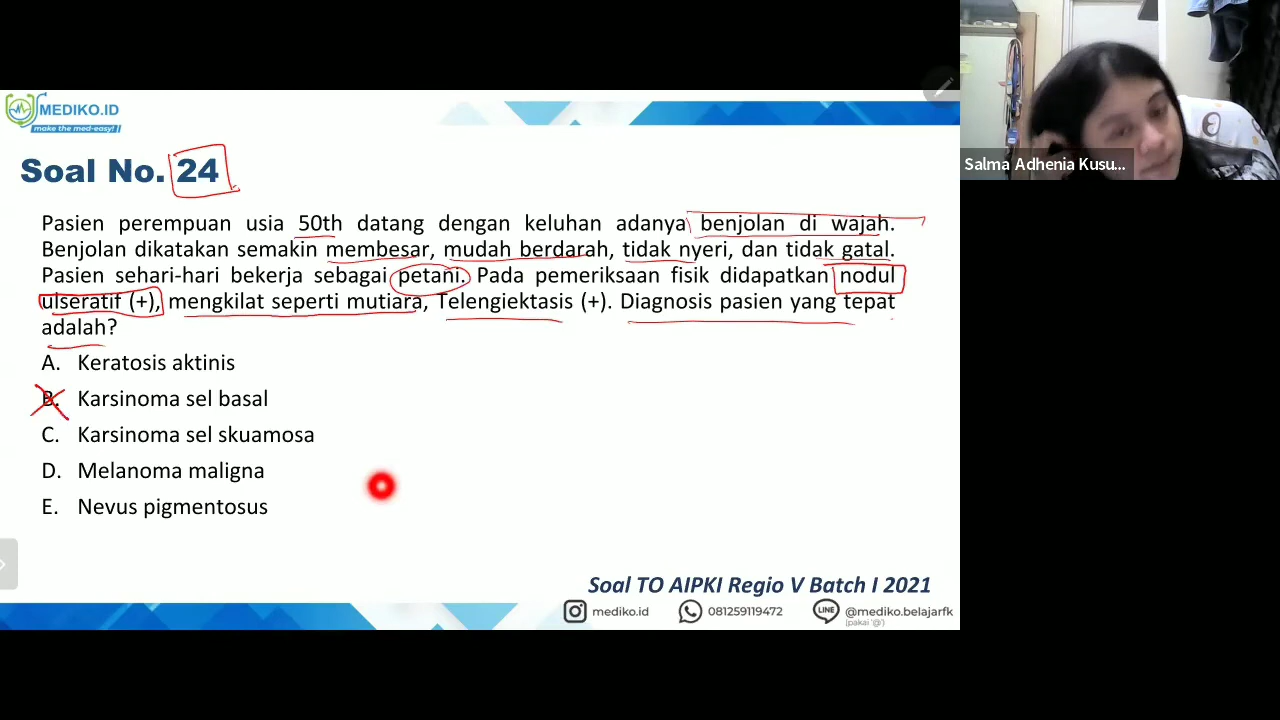 MEDIKO.ID
make the med-easy!
Soal No. 24
Pasien perempuan usia 50th datang dengan keluhan adanya benjolan di wajah.
Benjolan dikatakan semakin membesar, mudah berdarah, tidak nyeri, dan tidak gatal.
Pasien sehari-hari bekerja sebagai petani. Pada pemeriksaan fisik didapatkan nodul
ulseratif (+), mengkilat seperti mutiara, Telengiektasis (+). Diagnosis pasien yang tepat
adalah?
A. Keratosis aktinis
B. Karsinoma sel basal
C. Karsinoma sel skuamosa
D. Melanoma maligna
E. Nevus pigmentosus
Soal TO AIPKI Regio V Batch I 2021
mediko.id
081259119472
LINE
@mediko.belajarfk
(pakai '@')
Salma Adhenia Kusu...